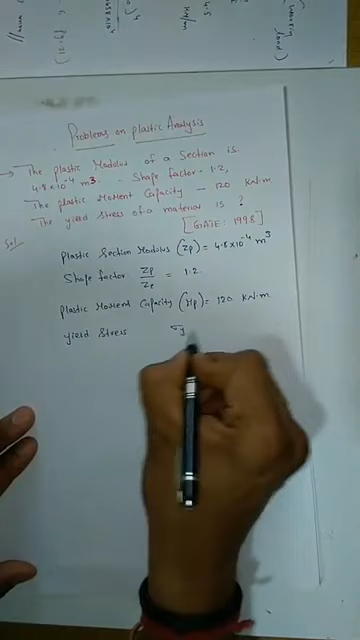 Problems on plastic Analysis
→ The plastic Modulus of a Section is
4.8×10⁻⁴ m³. - Shape factor - 1.2,
The plastic Moment Capacity - 120 KN.m
The yield stress of a material is ?
[GATE: 1998]
Sol
plastic Section Modulus (Zp) = 4.8×10⁻⁴ m³
Shape factor Zp/Ze = 1.2
plastic Moment Capacity (Mp) = 120 KN.m
yield Stress σy